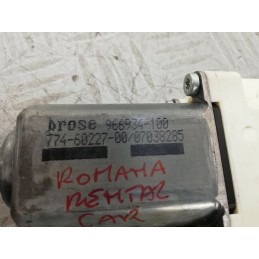 brose 966934-100
774-60227-00/07038285
ROMANA
RENTAL
CAR